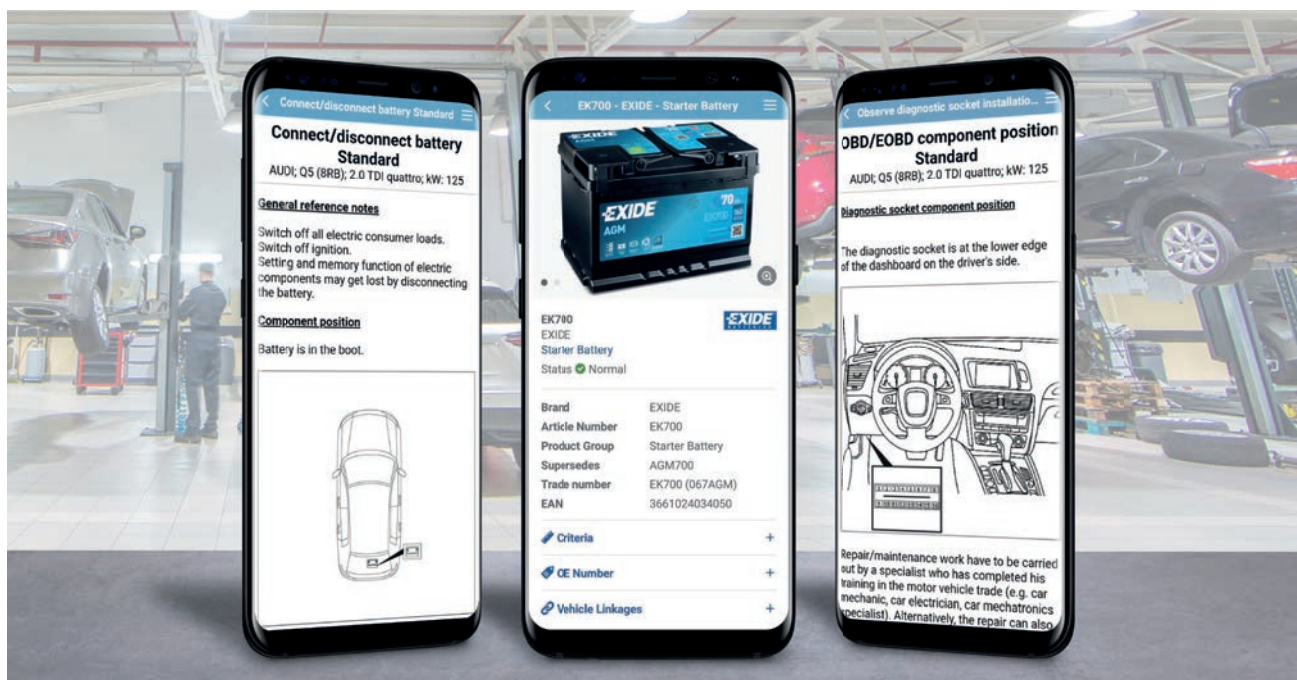 Connect/disconnect battery Standard
Connect/disconnect battery
Standard
AUDI; Q5 (8RB); 2.0 TDI quattro; kW: 125
General reference notes
Switch off all electric consumer loads.
Switch off ignition.
Setting and memory function of electric
components may get lost by disconnecting
the battery.
Component position
Battery is in the boot.
EK700 - EXIDE - Starter Battery
EXIDE
AGM
EXIDE
AGM
70
EK700
EK700
EXIDE
Starter Battery
Status Normal
EXIDE
BATTERIES
Brand EXIDE
Article Number EK700
Product Group Starter Battery
Supersedes AGM700
Trade number EK700 (067AGM)
EAN 3661024034050
Criteria +
OE Number +
Vehicle Linkages +
Observe diagnostic socket installatio...
OBD/EOBD component position
Standard
AUDI; Q5 (8RB); 2.0 TDI quattro; kW: 125
Diagnostic socket component position
The diagnostic socket is at the lower edge
of the dashboard on the driver's side.
Repair/maintenance work have to be carried
out by a specialist who has completed his
training in the motor vehicle trade (e.g. car
mechanic, car electrician, car mechatronics
specialist). Alternatively, the repair can also